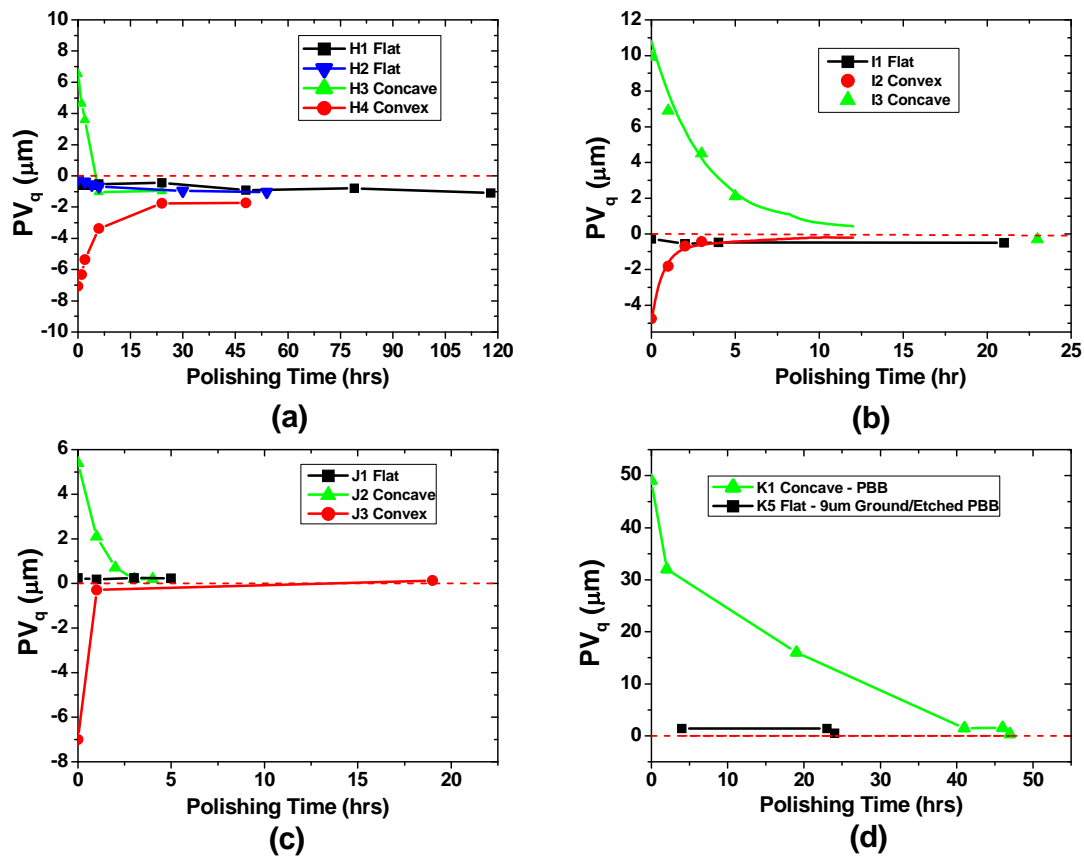 10
8
6
4
2
0
-2
-4
-6
-8
-10
PVq (μm)
H1 Flat
H2 Flat
H3 Concave
H4 Convex
0 15 30 45 60 75 90 105 120
Polishing Time (hrs)
(a)
12
10
8
6
4
2
0
-2
-4
PVq (μm)
I1 Flat
I2 Convex
I3 Concave
0 5 10 15 20 25
Polishing Time (hr)
(b)
6
4
2
0
-2
-4
-6
-8
PVq (μm)
J1 Flat
J2 Concave
J3 Convex
0 5 10 15 20
Polishing Time (hrs)
(c)
50
40
30
20
10
0
PVq (μm)
K1 Concave - PBB
K5 Flat - 9um Ground/Etched PBB
0 10 20 30 40 50
Polishing Time (hrs)
(d)